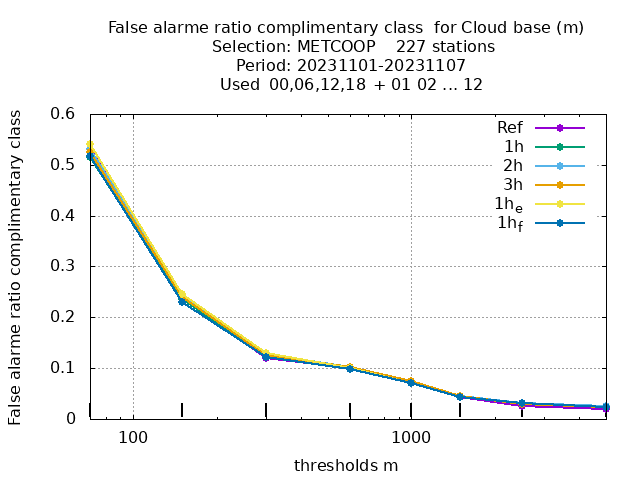 False alarme ratio complimentary class  for Cloud base (m)
Selection: METCOOP    227 stations
Period: 20231101-20231107
Used  00,06,12,18  + 01 02 ... 12
False alarme ratio complimentary class
0.6
0.5
0.4
0.3
0.2
0.1
0
Ref
1h
2h
3h
1h_e
1h_f
100
1000
thresholds m